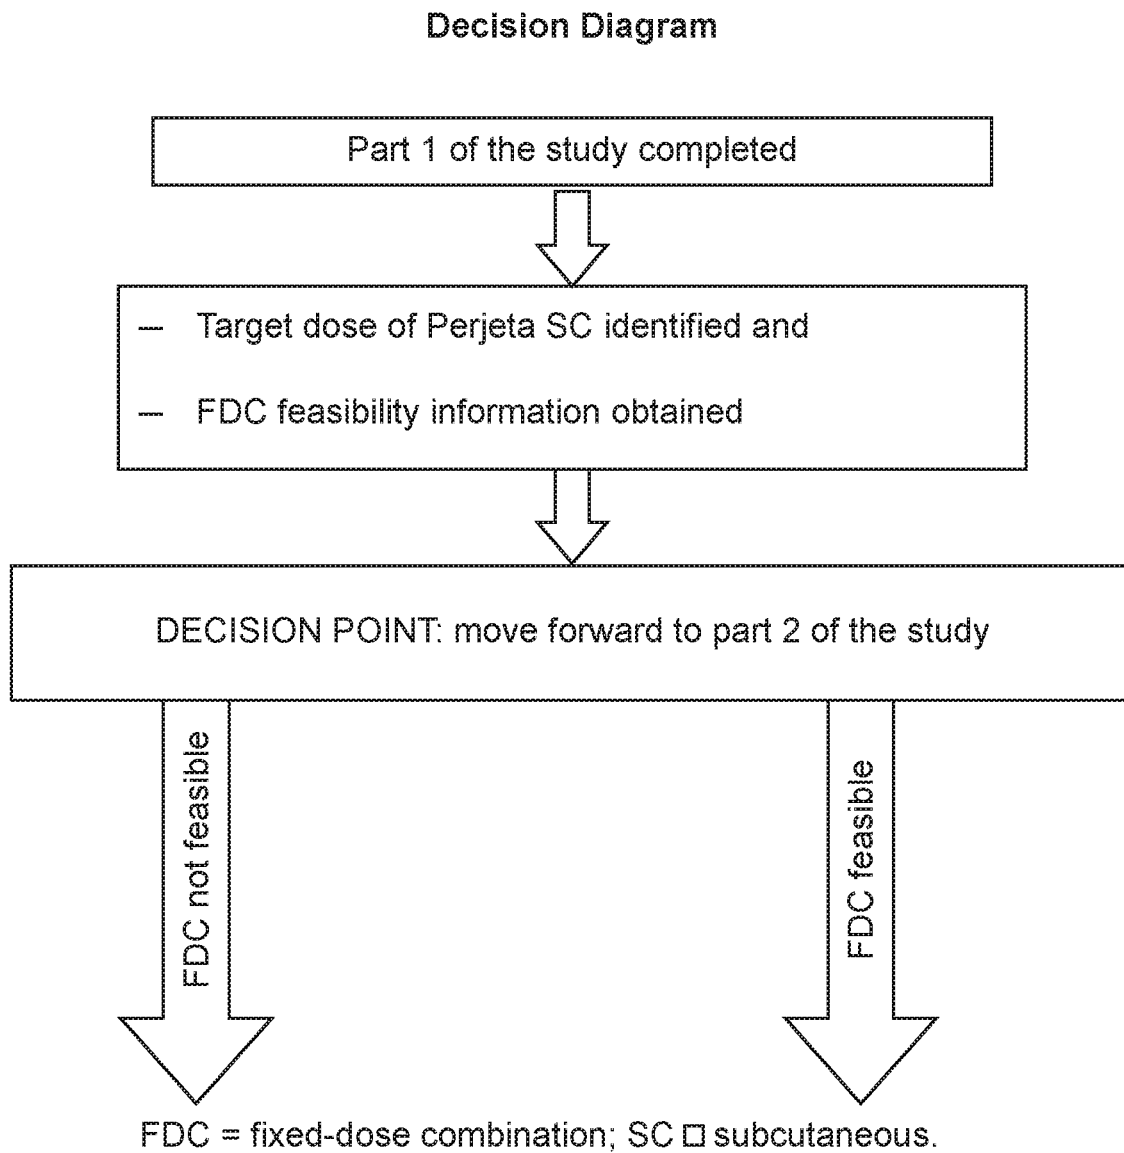 Decision Diagram
Part 1 of the study completed
— Target dose of Perjeta SC identified and
— FDC feasibility information obtained
DECISION POINT: move forward to part 2 of the study
FDC not feasible
FDC feasible
FDC = fixed-dose combination; SC □ subcutaneous.